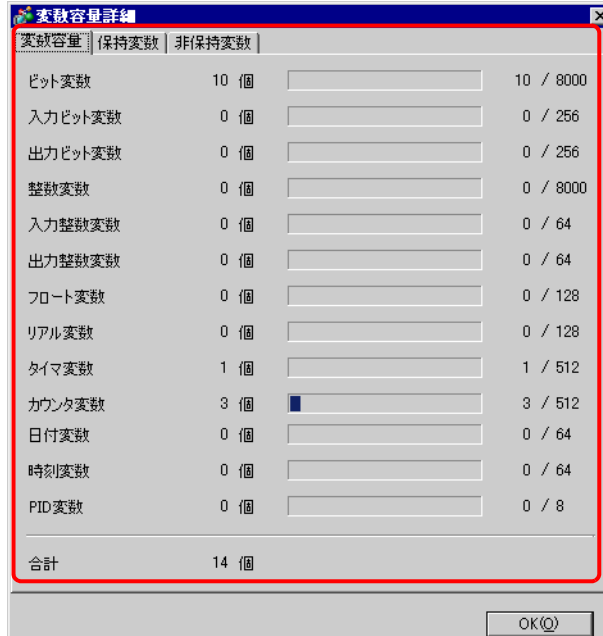 変数容量詳細
変数容量 保持変数 非保持変数
ビット変数 10 個 10 / 8000
入力ビット変数 0 個 0 / 256
出力ビット変数 0 個 0 / 256
整数変数 0 個 0 / 8000
入力整数変数 0 個 0 / 64
出力整数変数 0 個 0 / 64
フロート変数 0 個 0 / 128
リアル変数 0 個 0 / 128
タイマ変数 1 個 1 / 512
カウンタ変数 3 個 3 / 512
日付変数 0 個 0 / 64
時刻変数 0 個 0 / 64
PID変数 0 個 0 / 8
合計 14 個
OK(O)